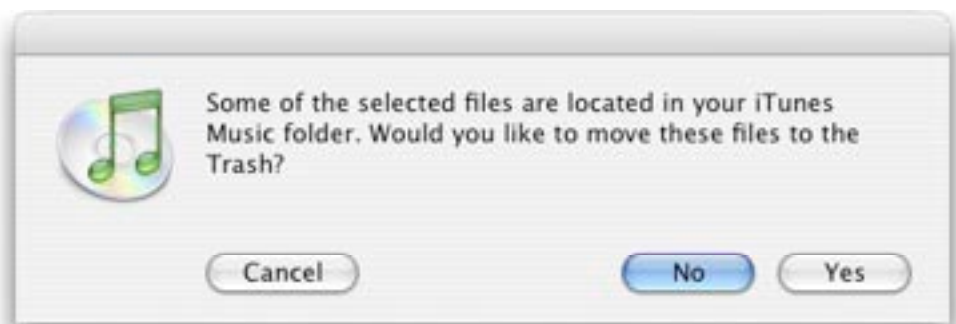 Some of the selected files are located in your iTunes
Music folder. Would you like to move these files to the
Trash?
Cancel
No
Yes